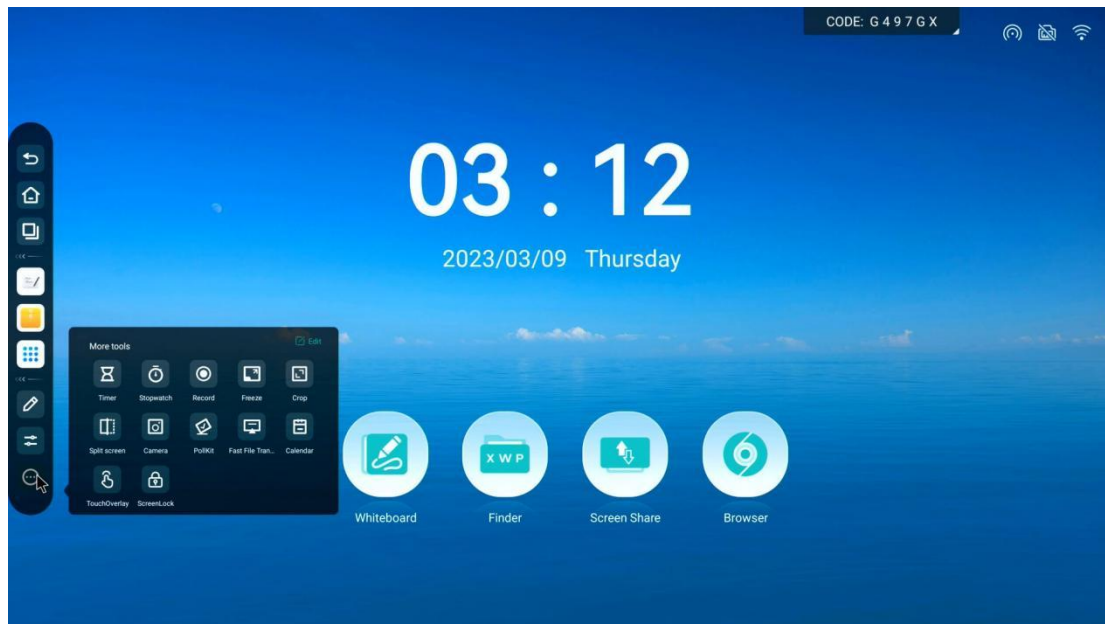 CODE: G 4 9 7 G X
03 : 12
2023/03/09 Thursday
More tools Edit
Timer Stopwatch Record Freeze Crop
Split screen Camera PollKit Fast File Tran... Calendar
TouchOverlay ScreenLock
X W P
Whiteboard Finder Screen Share Browser